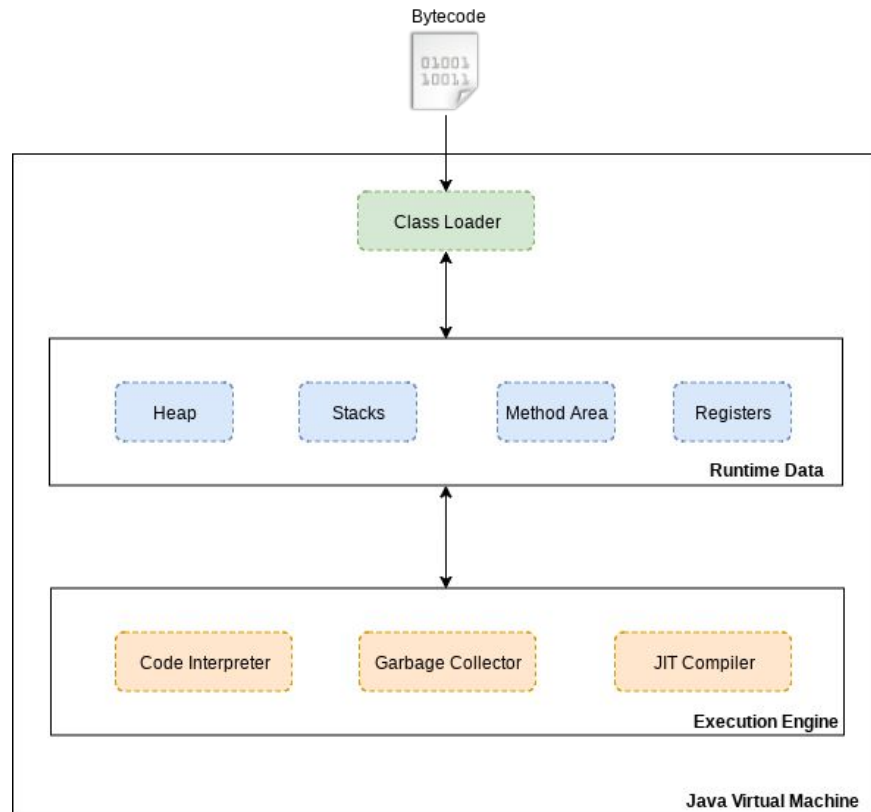 Bytecode
01001
10011
Class Loader
Heap
Stacks
Method Area
Registers
Runtime Data
Code Interpreter
Garbage Collector
JIT Compiler
Execution Engine
Java Virtual Machine